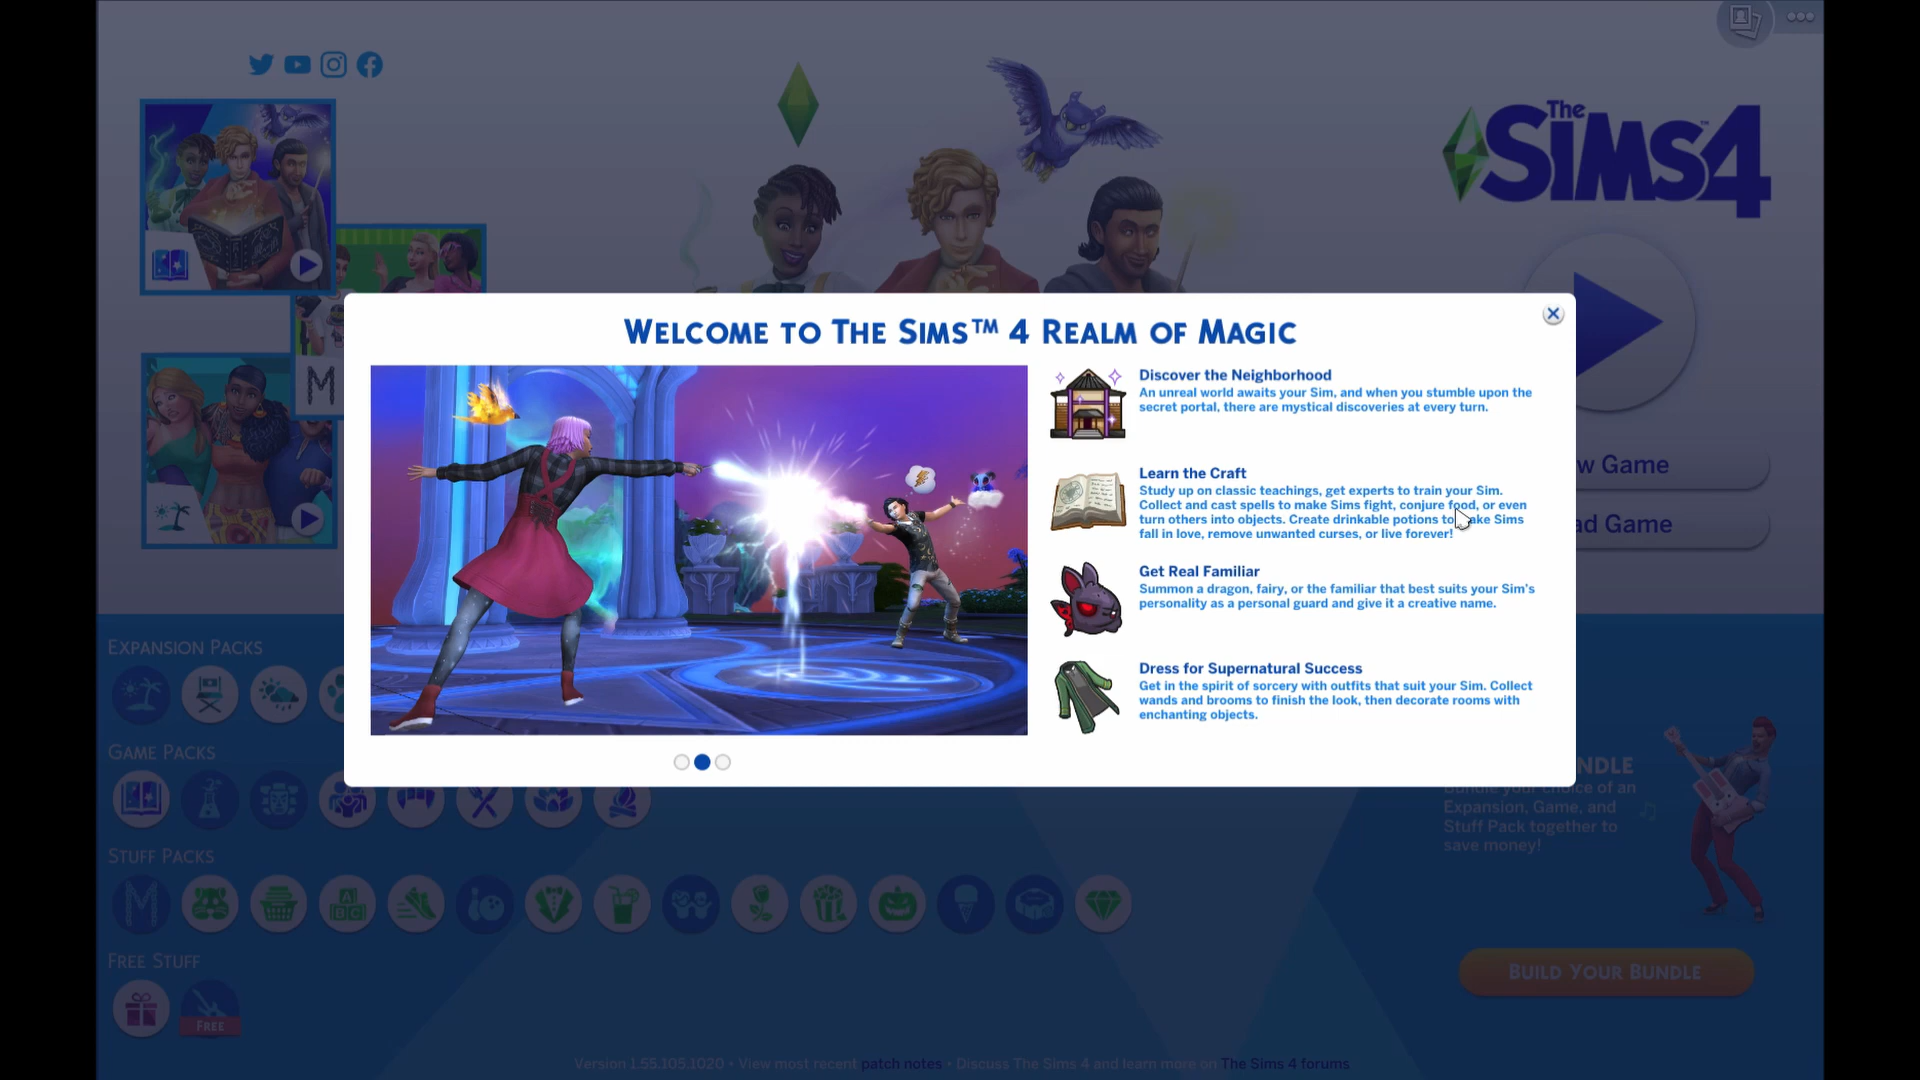 The
SIMS 4
WELCOME TO THE SIMS™ 4 REALM OF MAGIC
Discover the Neighborhood
An unreal world awaits your Sim, and when you stumble upon the
secret portal, there are mystical discoveries at every turn.
Learn the Craft
Study up on classic teachings, get experts to train your Sim.
Collect and cast spells to make Sims fight, conjure food, or even
turn others into objects. Create drinkable potions to make Sims
fall in love, remove unwanted curses, or live forever!
Get Real Familiar
Summon a dragon, fairy, or the familiar that best suits your Sim's
personality as a personal guard and give it a creative name.
Dress for Supernatural Success
Get in the spirit of sorcery with outfits that suit your Sim. Collect
wands and brooms to finish the look, then decorate rooms with
enchanting objects.
Game
Game
EXPANSION PACKS
GAME PACKS
STUFF PACKS
A
B C
FREE STUFF
FREE
Bundle your choice of an
Expansion, Game, and
Stuff Pack together to
save money!
BUILD YOUR BUNDLE
Version 1.55.105.1020 • View most recent patch notes • Discuss The Sims 4 and learn more on The Sims 4 forums